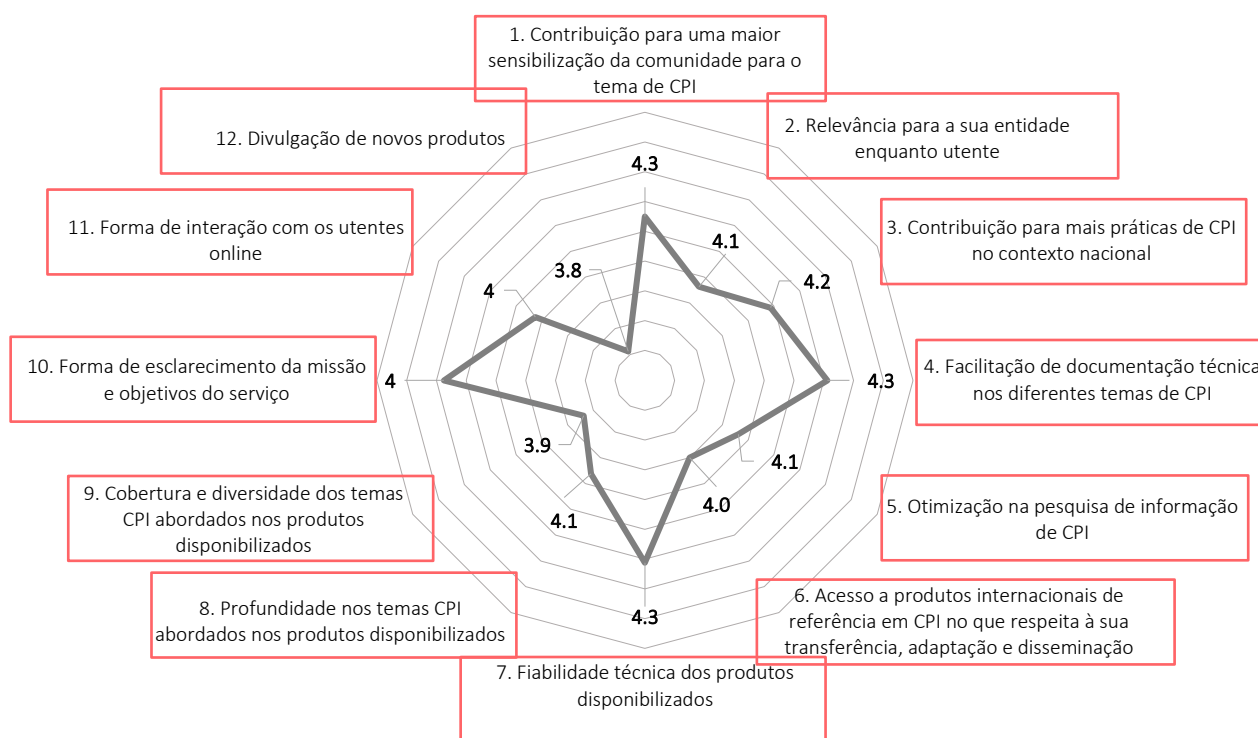 1. Contribuição para uma maior
sensibilização da comunidade para o
tema de CPI
2. Relevância para a sua entidade
enquanto utente
3. Contribuição para mais práticas de CPI
no contexto nacional
4. Facilitação de documentação técnica
nos diferentes temas de CPI
5. Otimização na pesquisa de informação
de CPI
6. Acesso a produtos internacionais de
referência em CPI no que respeita à sua
transferência, adaptação e disseminação
7. Fiabilidade técnica dos produtos
disponibilizados
8. Profundidade nos temas CPI
abordados nos produtos disponibilizados
9. Cobertura e diversidade dos temas
CPI abordados nos produtos
disponibilizados
10. Forma de esclarecimento da missão
e objetivos do serviço
11. Forma de interação com os utentes
online
12. Divulgação de novos produtos
4.3
4.1
4.2
4.3
4.1
4.0
4.3
4.1
3.9
4
4
3.8